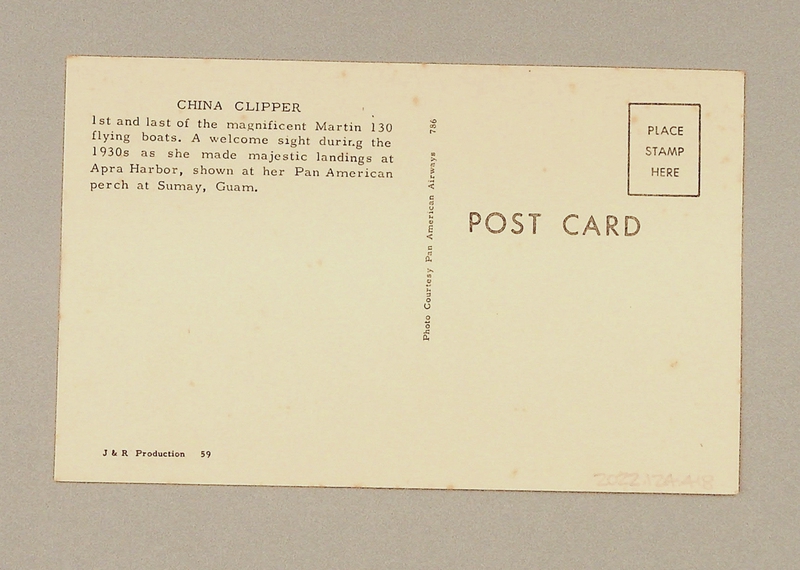 CHINA CLIPPER
1st and last of the magnificent Martin 130
flying boats. A welcome sight during the
1930s as she made majestic landings at
Apra Harbor, shown at her Pan American
perch at Sumay, Guam.
J & R Production 59
Photo Courtesy Pan American Airways 786
PLACE
STAMP
HERE
POST CARD